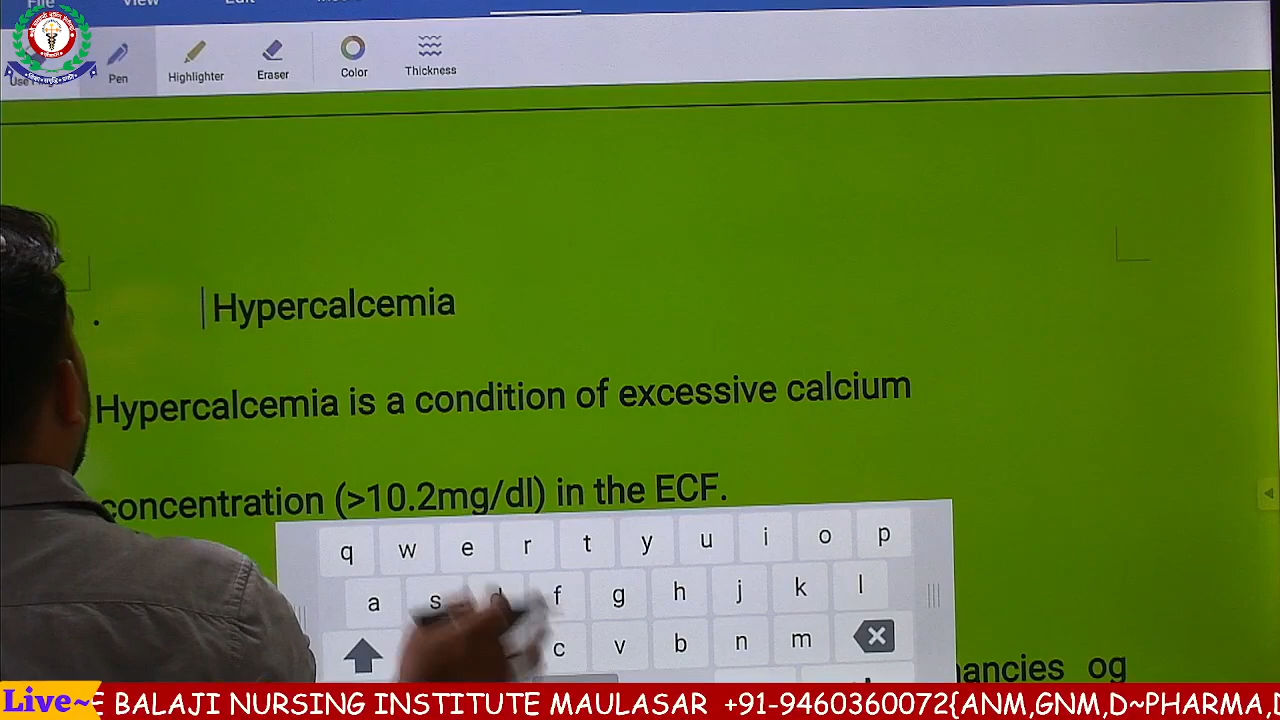 File View Edit
Pen Highlighter Eraser Color Thickness
. Hypercalcemia
Hypercalcemia is a condition of excessive calcium
concentration (>10.2mg/dl) in the ECF.
q w e r t y u i o p
a s f g h j k l
c v b n m
og
Live~ E BALAJI NURSING INSTITUTE MAULASAR +91-9460360072{ANM,GNM,D~PHARMA,D